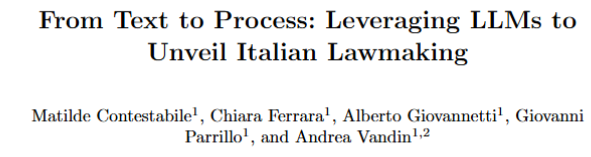 From Text to Process: Leveraging LLMs to
Unveil Italian Lawmaking
Matilde Contestabile¹, Chiara Ferrara¹, Alberto Giovannetti¹, Giovanni
Parrillo¹, and Andrea Vandin¹,²